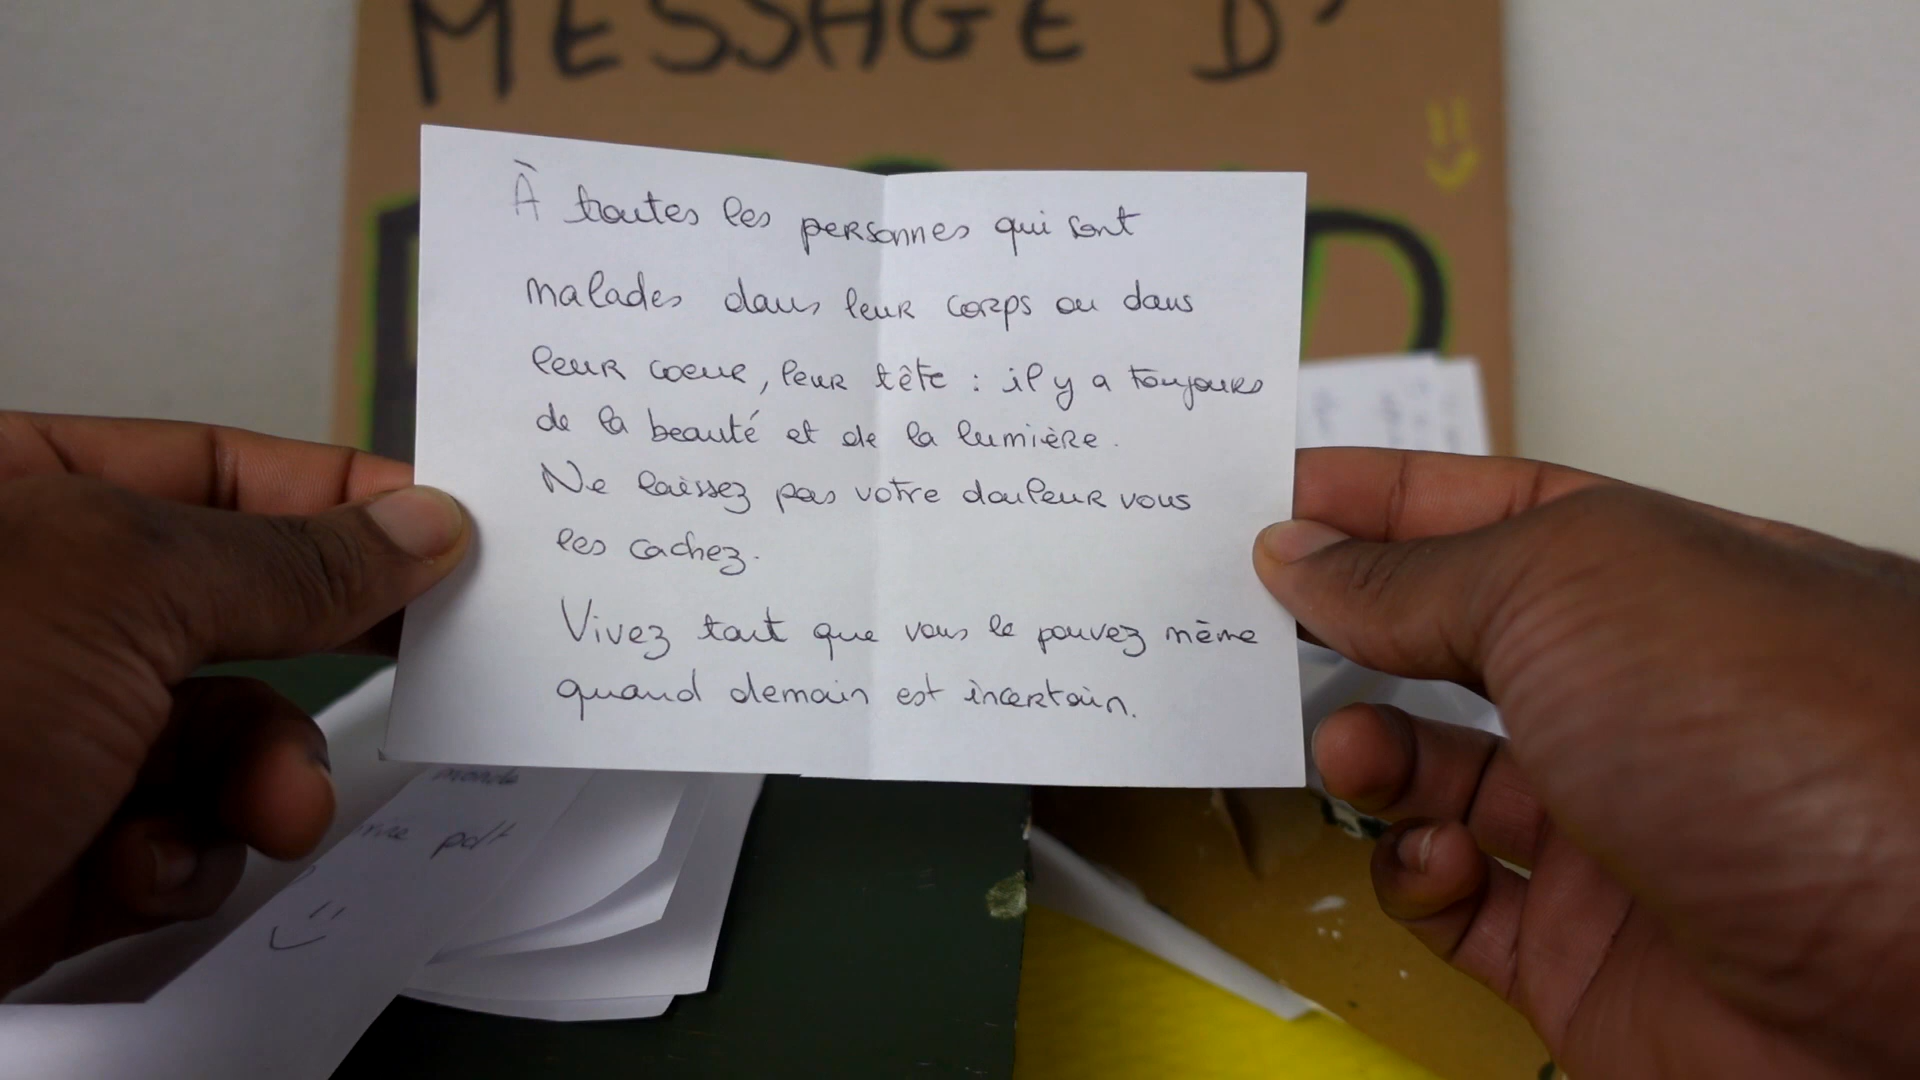 MESSAGE D'
À toutes les personnes qui sont
malades dans leur corps ou dans
leur coeur, leur tête : il y a toujours
de la beauté et de la lumière.
Ne laissez pas votre douleur vous
les cachez.
Vivez tant que vous le pouvez même
quand demain est incertain.
monde
pdt